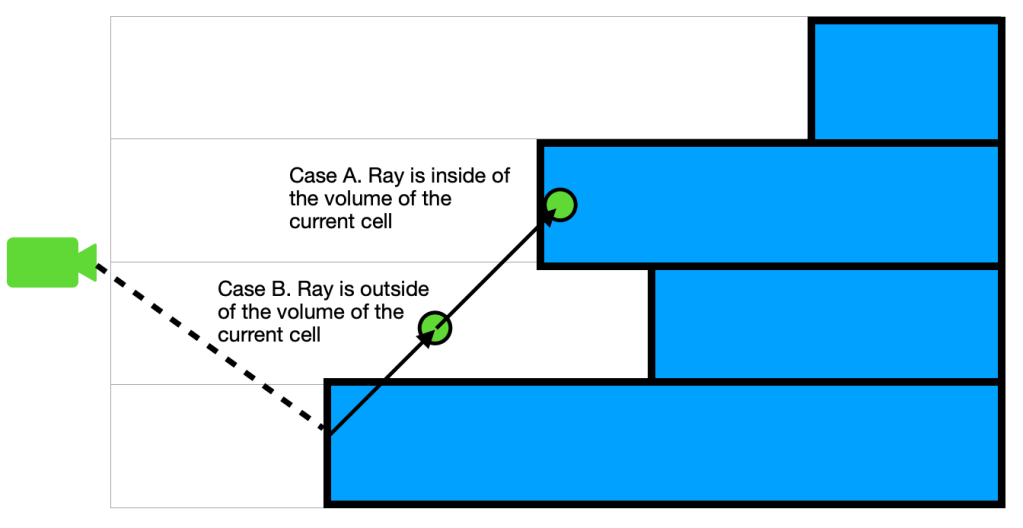 Case A. Ray is inside of
the volume of the
current cell
Case B. Ray is outside
of the volume of the
current cell